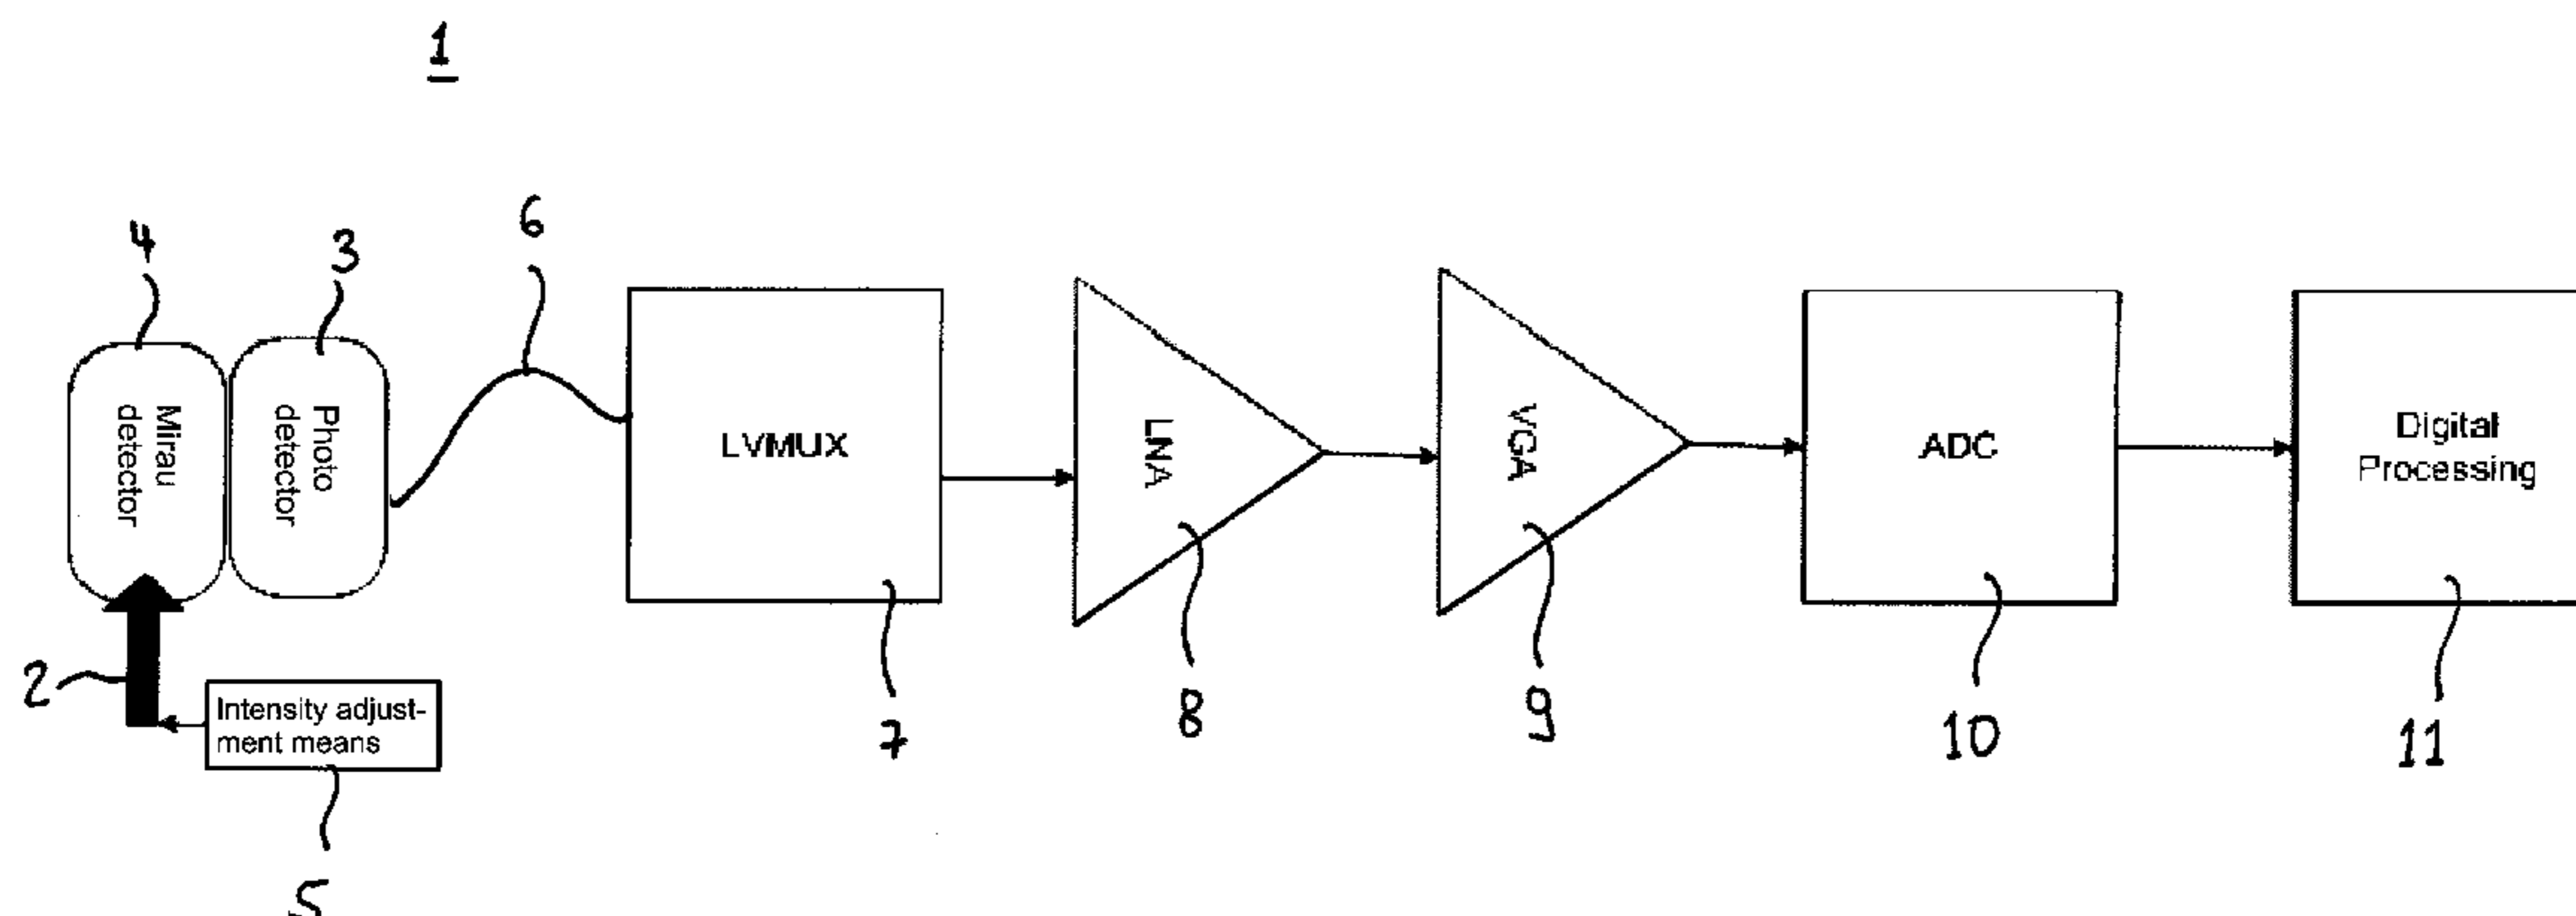 1
6
4
3
Mirau
detector
Photo
detector
LVMUX
LNA
VGA
ADC
Digital
Processing
2
Intensity adjust-
ment means
5
7
8
9
10
11